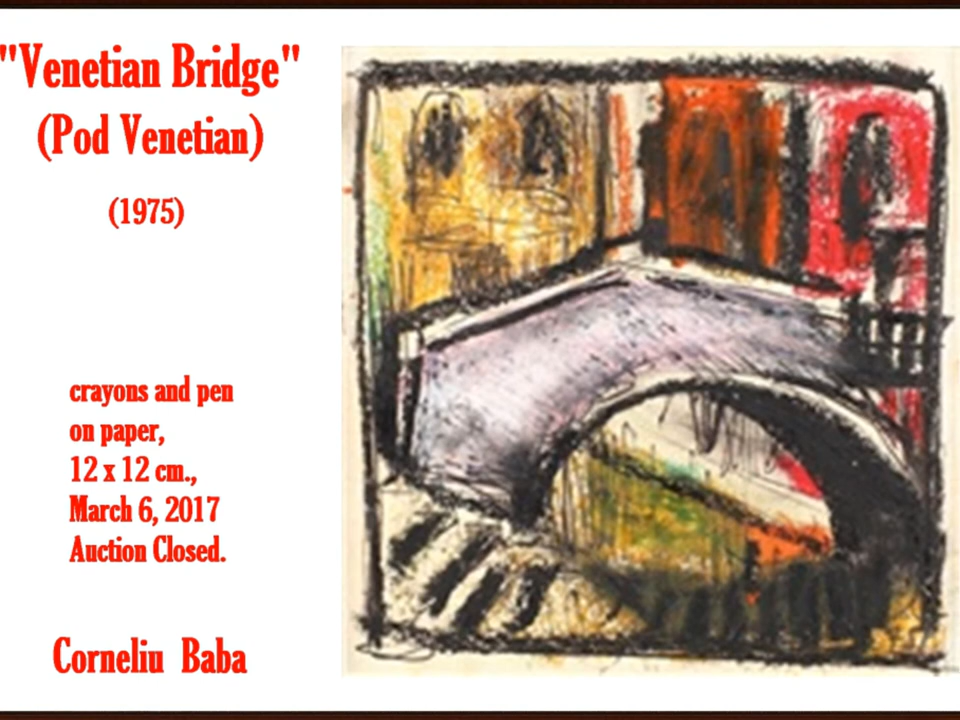 "Venetian Bridge"
(Pod Venetian)
(1975)
crayons and pen
on paper,
12 x 12 cm.,
March 6, 2017
Auction Closed.
Corneliu Baba